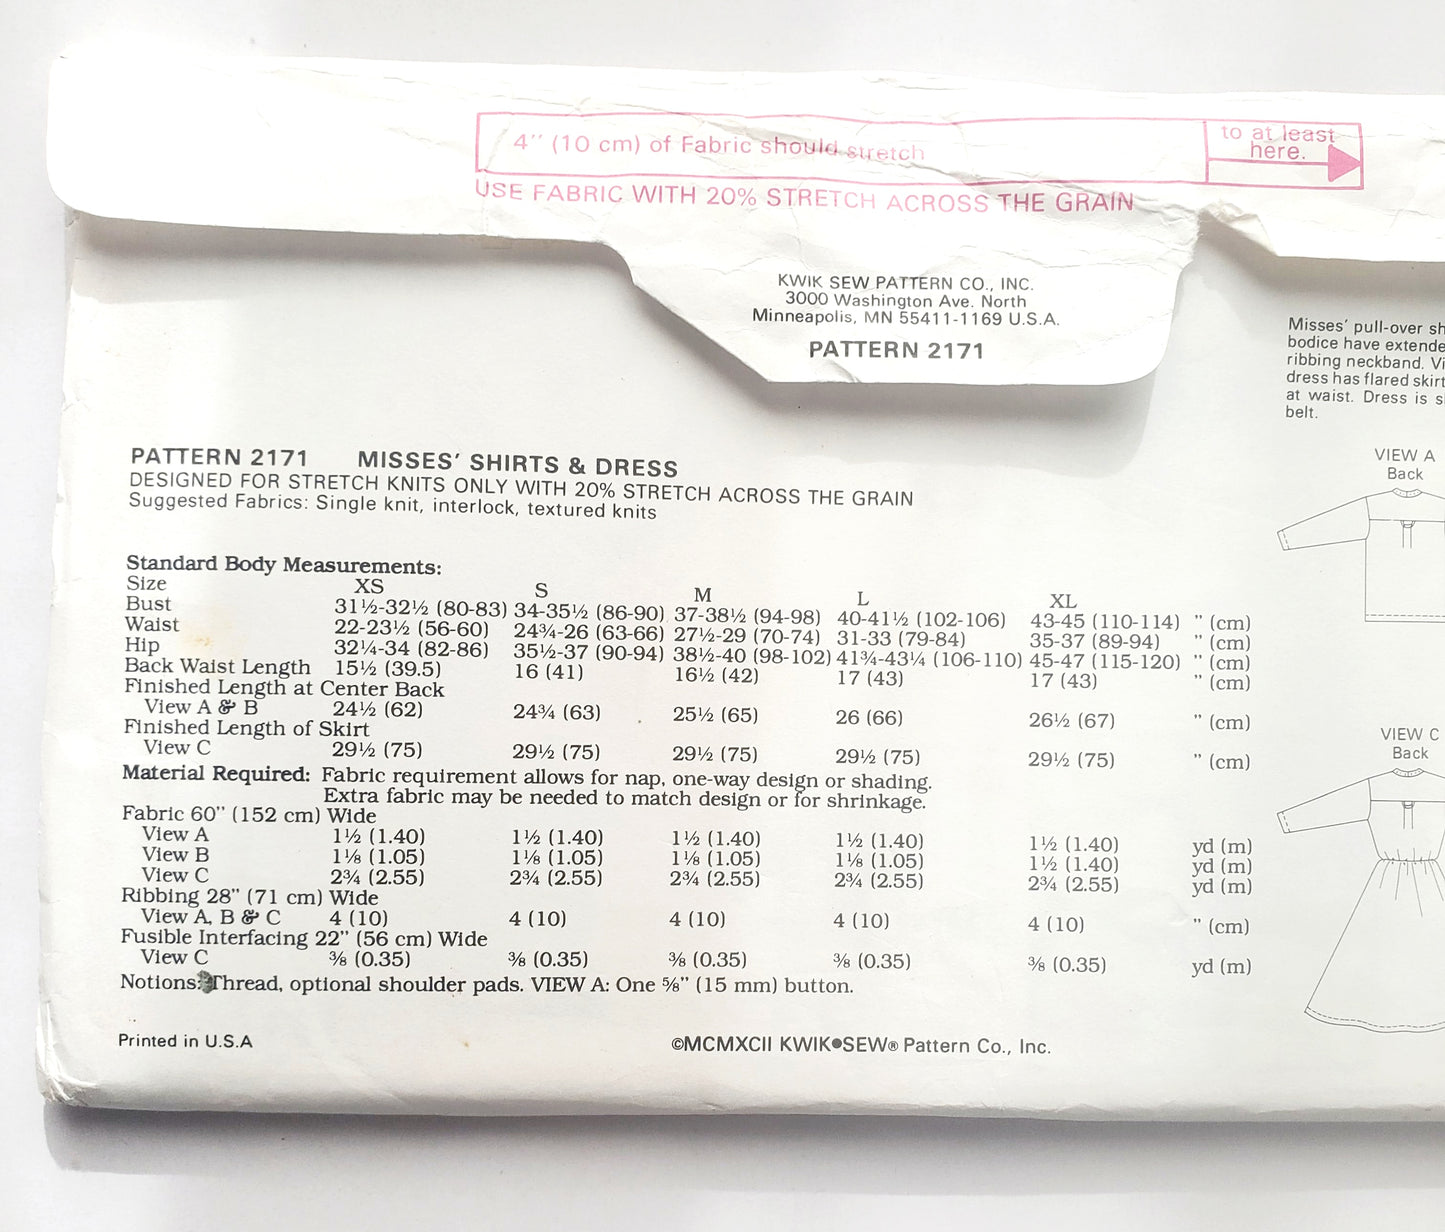 4" (10 cm) of Fabric should stretch
to at least
here.
USE FABRIC WITH 20% STRETCH ACROSS THE GRAIN
KWIK SEW PATTERN CO., INC.
3000 Washington Ave. North
Minneapolis, MN 55411-1169 U.S.A.
PATTERN 2171
Misses' pull-over sh
bodice have extende
ribbing neckband. Vi
dress has flared skirt
at waist. Dress is s
belt.
VIEW A
Back
VIEW C
Back
PATTERN 2171 MISSES' SHIRTS & DRESS
DESIGNED FOR STRETCH KNITS ONLY WITH 20% STRETCH ACROSS THE GRAIN
Suggested Fabrics: Single knit, interlock, textured knits
Standard Body Measurements:
Size XS S M L XL
Bust 31½-32½ (80-83) 34-35½ (86-90) 37-38½ (94-98) 40-41½ (102-106) 43-45 (110-114) " (cm)
Waist 22-23½ (56-60) 24¾-26 (63-66) 27½-29 (70-74) 31-33 (79-84) 35-37 (89-94) " (cm)
Hip 32¼-34 (82-86) 35½-37 (90-94) 38½-40 (98-102) 41¾-43¼ (106-110) 45-47 (115-120) " (cm)
Back Waist Length 15½ (39.5) 16 (41) 16½ (42) 17 (43) 17 (43) " (cm)
Finished Length at Center Back
View A & B 24½ (62) 24¾ (63) 25½ (65) 26 (66) 26½ (67) " (cm)
Finished Length of Skirt
View C 29½ (75) 29½ (75) 29½ (75) 29½ (75) 29½ (75) " (cm)
Material Required: Fabric requirement allows for nap, one-way design or shading.
Extra fabric may be needed to match design or for shrinkage.
Fabric 60" (152 cm) Wide
View A 1½ (1.40) 1½ (1.40) 1½ (1.40) 1½ (1.40) 1½ (1.40) yd (m)
View B 1⅛ (1.05) 1⅛ (1.05) 1⅛ (1.05) 1⅛ (1.05) 1½ (1.40) yd (m)
View C 2¾ (2.55) 2¾ (2.55) 2¾ (2.55) 2¾ (2.55) 2¾ (2.55) yd (m)
Ribbing 28" (71 cm) Wide
View A, B & C 4 (10) 4 (10) 4 (10) 4 (10) 4 (10) " (cm)
Fusible Interfacing 22" (56 cm) Wide
View C ⅜ (0.35) ⅜ (0.35) ⅜ (0.35) ⅜ (0.35) ⅜ (0.35) yd (m)
Notions: Thread, optional shoulder pads. VIEW A: One ⅝" (15 mm) button.
Printed in U.S.A
©MCMXCII KWIK•SEW® Pattern Co., Inc.